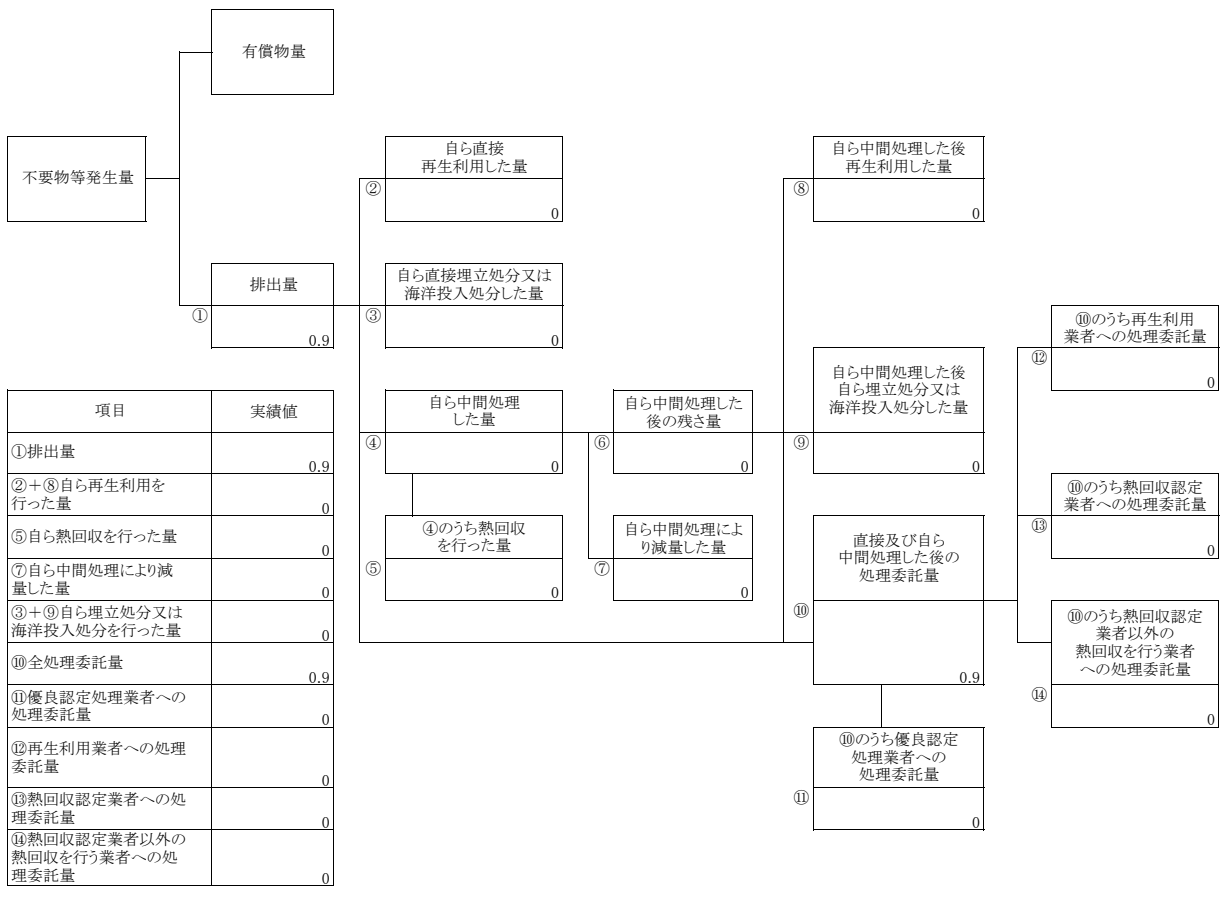 有償物量
不要物等発生量
排出量
①
0.9
自ら直接
再生利用した量
②
0
自ら直接埋立処分又は
海洋投入処分した量
③
0
自ら中間処理
した量
④
0
④のうち熱回収
を行った量
⑤
0
自ら中間処理した
後の残さ量
⑥
0
自ら中間処理によ
り減量した量
⑦
0
自ら中間処理した後
再生利用した量
⑧
0
自ら中間処理した後
自ら埋立処分又は
海洋投入処分した量
⑨
0
直接及び自ら
中間処理した後の
処理委託量
⑩
0.9
⑩のうち優良認定
処理業者への
処理委託量
⑪
0
⑩のうち再生利用
業者への処理委託量
⑫
0
⑩のうち熱回収認定
業者への処理委託量
⑬
0
⑩のうち熱回収認定
業者以外の
熱回収を行う業者
への処理委託量
⑭
0
項目 実績値
①排出量
0.9
②＋⑧自ら再生利用を
行った量
0
⑤自ら熱回収を行った量
0
⑦自ら中間処理により減
量した量
0
③＋⑨自ら埋立処分又は
海洋投入処分を行った量
0
⑩全処理委託量
0.9
⑪優良認定処理業者への
処理委託量
0
⑫再生利用業者への処理
委託量
0
⑬熱回収認定業者への処
理委託量
0
⑭熱回収認定業者以外の
熱回収を行う業者への処
理委託量
0